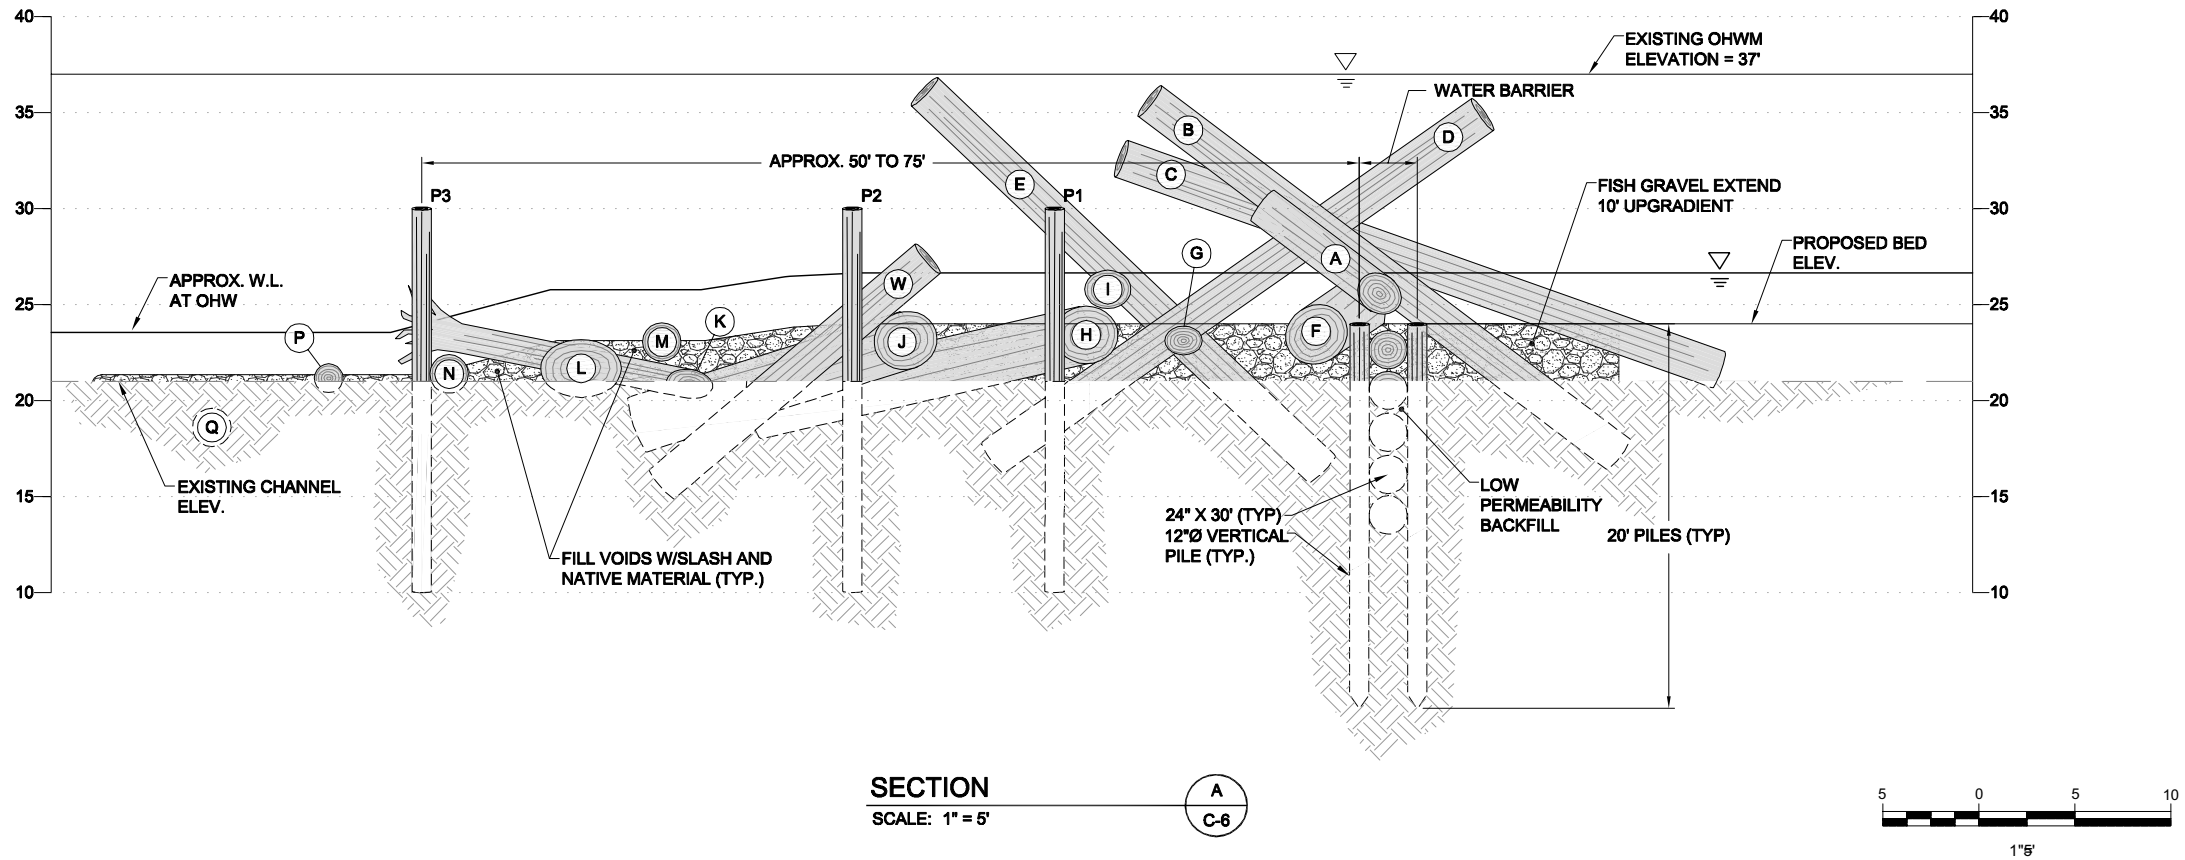 40
40
EXISTING OHWM
ELEVATION = 37'
WATER BARRIER
35
35
B
D
APPROX. 50' TO 75'
C
E
FISH GRAVEL EXTEND
10' UPGRADIENT
P3
P2
P1
30
30
PROPOSED BED
ELEV.
G
A
APPROX. W.L.
AT OHW
W
I
25
25
K
P
M
J
H
F
N
L
20
20
Q
EXISTING CHANNEL
ELEV.
LOW
PERMEABILITY
BACKFILL
15
15
24" X 30' (TYP)
12"Ø VERTICAL
PILE (TYP.)
20' PILES (TYP)
FILL VOIDS W/SLASH AND
NATIVE MATERIAL (TYP.)
10
10
SECTION
SCALE: 1" = 5'
A
C-6
5 0 5 10